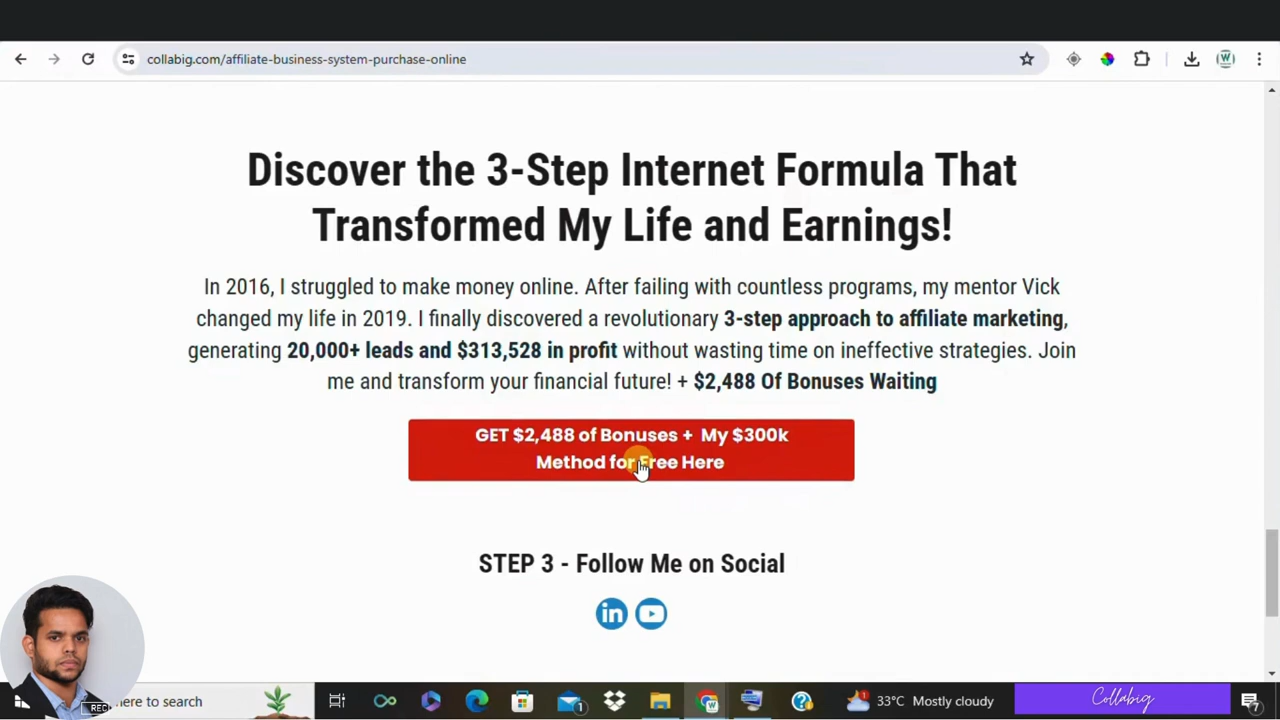 collabig.com/affiliate-business-system-purchase-online
W
Discover the 3-Step Internet Formula That
Transformed My Life and Earnings!
In 2016, I struggled to make money online. After failing with countless programs, my mentor Vick
changed my life in 2019. I finally discovered a revolutionary 3-step approach to affiliate marketing,
generating 20,000+ leads and $313,528 in profit without wasting time on ineffective strategies. Join
me and transform your financial future! + $2,488 Of Bonuses Waiting
GET $2,488 of Bonuses + My $300k
Method for Free Here
STEP 3 - Follow Me on Social
in
REC
here to search
1
W
1
33°C Mostly cloudy
Collabig
7